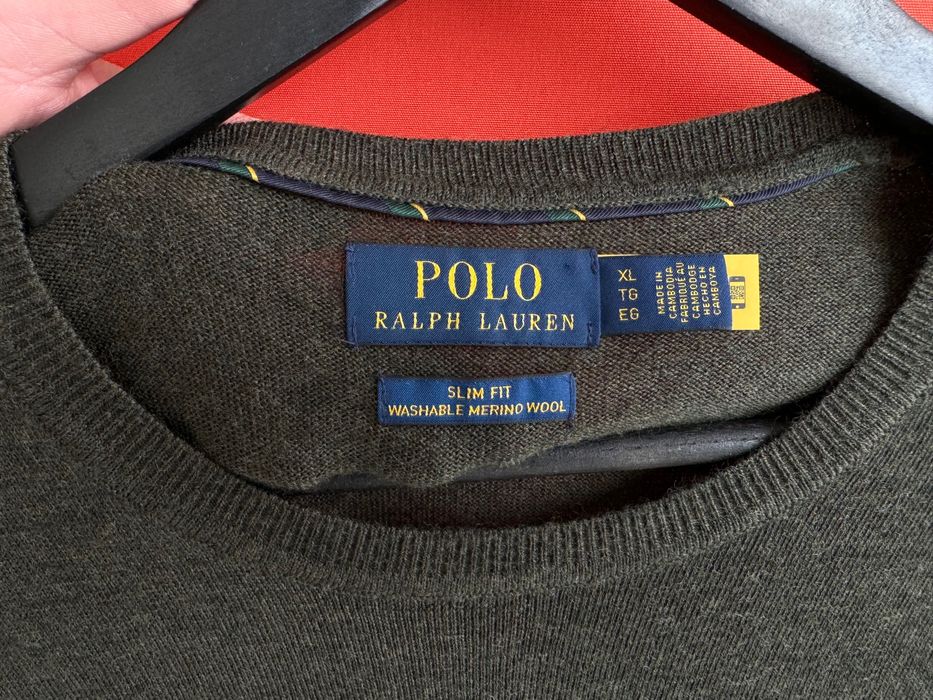 POLO
RALPH LAUREN
XL
TG
EG
MADE IN
CAMBODIA
FABRIQUÉ AU
CAMBODGE
HECHO EN
CAMBOYA
SLIM FIT
WASHABLE MERINO WOOL